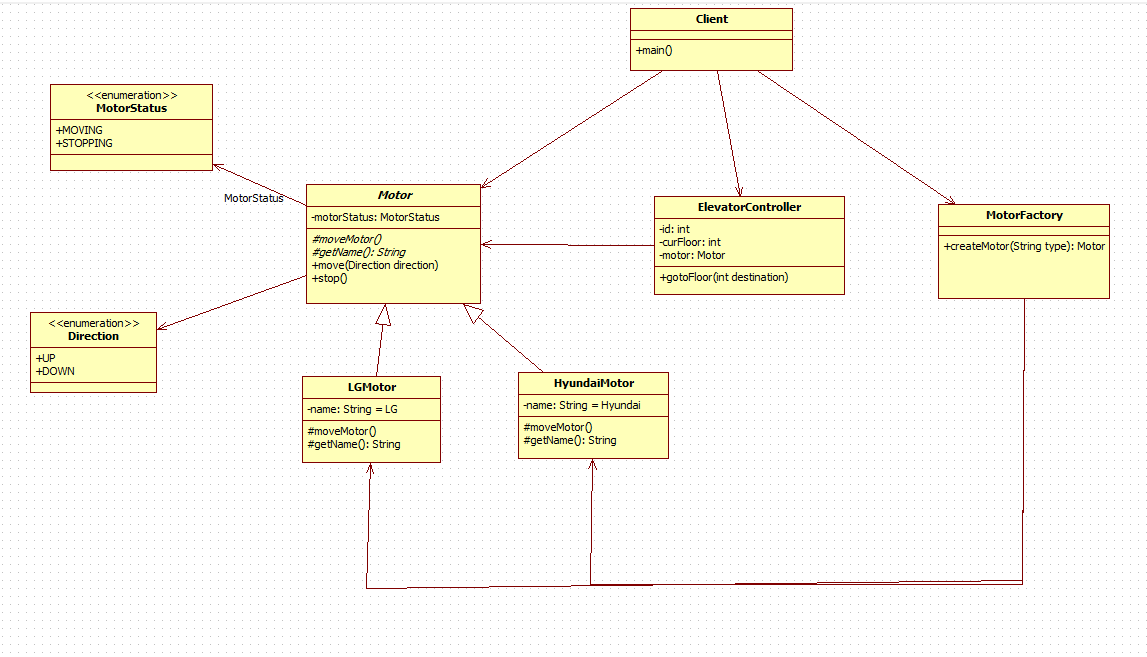 Client
+main()
<<enumeration>>
MotorStatus
+MOVING
+STOPPING
MotorStatus
Motor
-motorStatus: MotorStatus
#moveMotor()
#getName(): String
+move(Direction direction)
+stop()
ElevatorController
-id: int
-curFloor: int
-motor: Motor
+gotoFloor(int destination)
MotorFactory
+createMotor(String type): Motor
<<enumeration>>
Direction
+UP
+DOWN
LGMotor
-name: String = LG
#moveMotor()
#getName(): String
HyundaiMotor
-name: String = Hyundai
#moveMotor()
#getName(): String